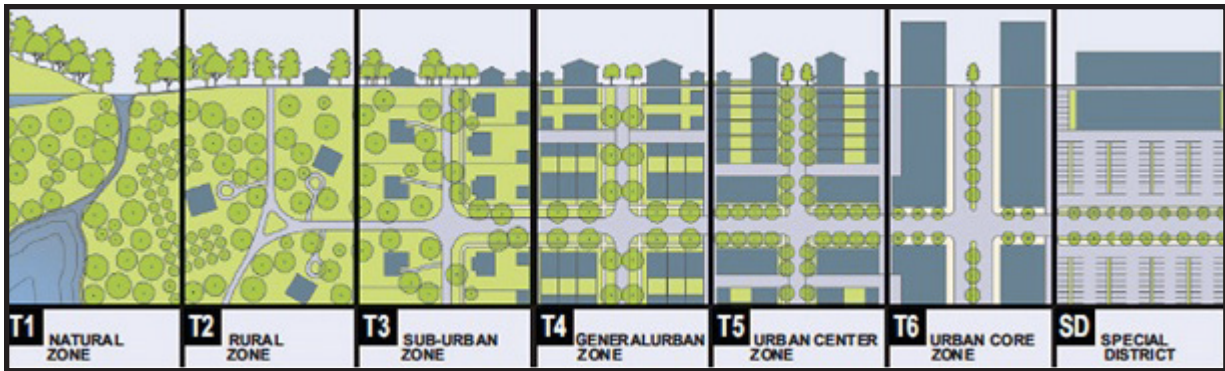 T1 NATURAL
ZONE
T2 RURAL
ZONE
T3 SUB-URBAN
ZONE
T4 GENERALURBAN
ZONE
T5 URBAN CENTER
ZONE
T6 URBAN CORE
ZONE
SD SPECIAL
DISTRICT